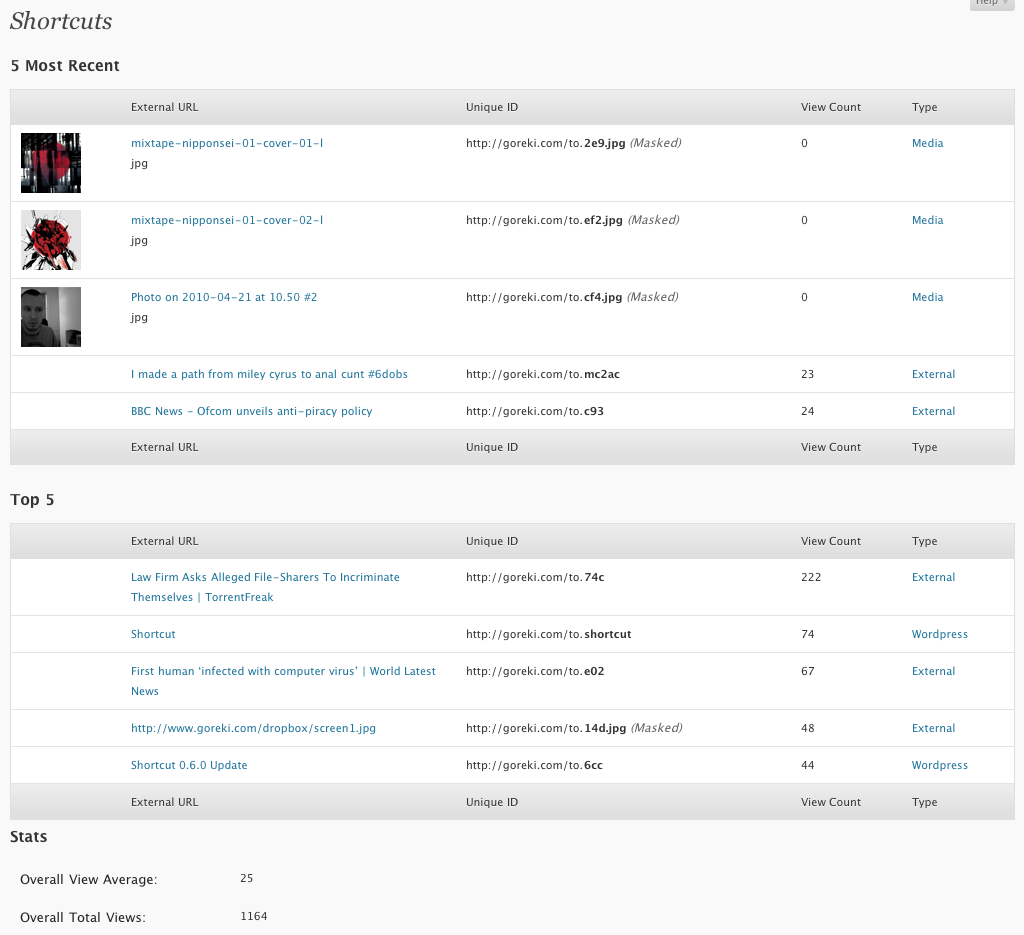 Help
Shortcuts
5 Most Recent
External URL Unique ID View Count Type
mixtape-nipponsei-01-cover-01-l http://goreki.com/to.2e9.jpg (Masked) 0 Media
jpg
mixtape-nipponsei-01-cover-02-l http://goreki.com/to.ef2.jpg (Masked) 0 Media
jpg
Photo on 2010-04-21 at 10.50 #2 http://goreki.com/to.cf4.jpg (Masked) 0 Media
jpg
I made a path from miley cyrus to anal cunt #6dobs http://goreki.com/to.mc2ac 23 External
BBC News - Ofcom unveils anti-piracy policy http://goreki.com/to.c93 24 External
External URL Unique ID View Count Type
Top 5
External URL Unique ID View Count Type
Law Firm Asks Alleged File-Sharers To Incriminate http://goreki.com/to.74c 222 External
Themselves | TorrentFreak
Shortcut http://goreki.com/to.shortcut 74 Wordpress
First human ‘infected with computer virus’ | World Latest http://goreki.com/to.e02 67 External
News
http://www.goreki.com/dropbox/screen1.jpg http://goreki.com/to.14d.jpg (Masked) 48 External
Shortcut 0.6.0 Update http://goreki.com/to.6cc 44 Wordpress
External URL Unique ID View Count Type
Stats
Overall View Average: 25
Overall Total Views: 1164